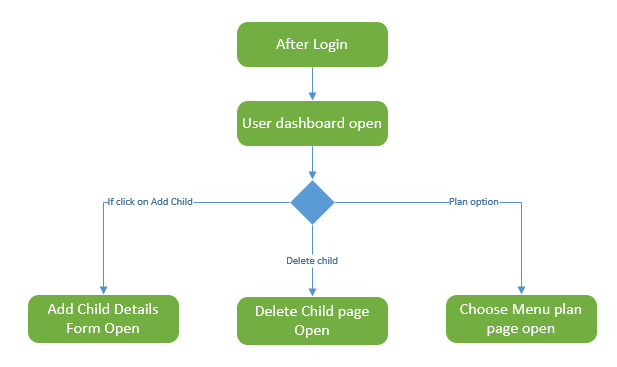 After Login
User dashboard open
If click on Add Child
Plan option
Delete child
Add Child Details
Form Open
Delete Child page
Open
Choose Menu plan
page open